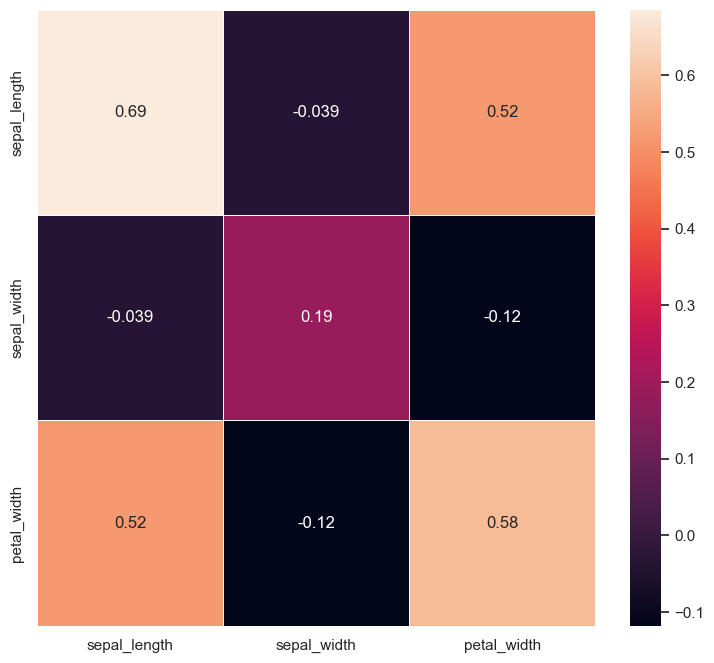 sepal_length
0.69 -0.039 0.52
sepal_width
-0.039 0.19 -0.12
petal_width
0.52 -0.12 0.58
sepal_length sepal_width petal_width
0.6
0.5
0.4
0.3
0.2
0.1
0.0
−0.1